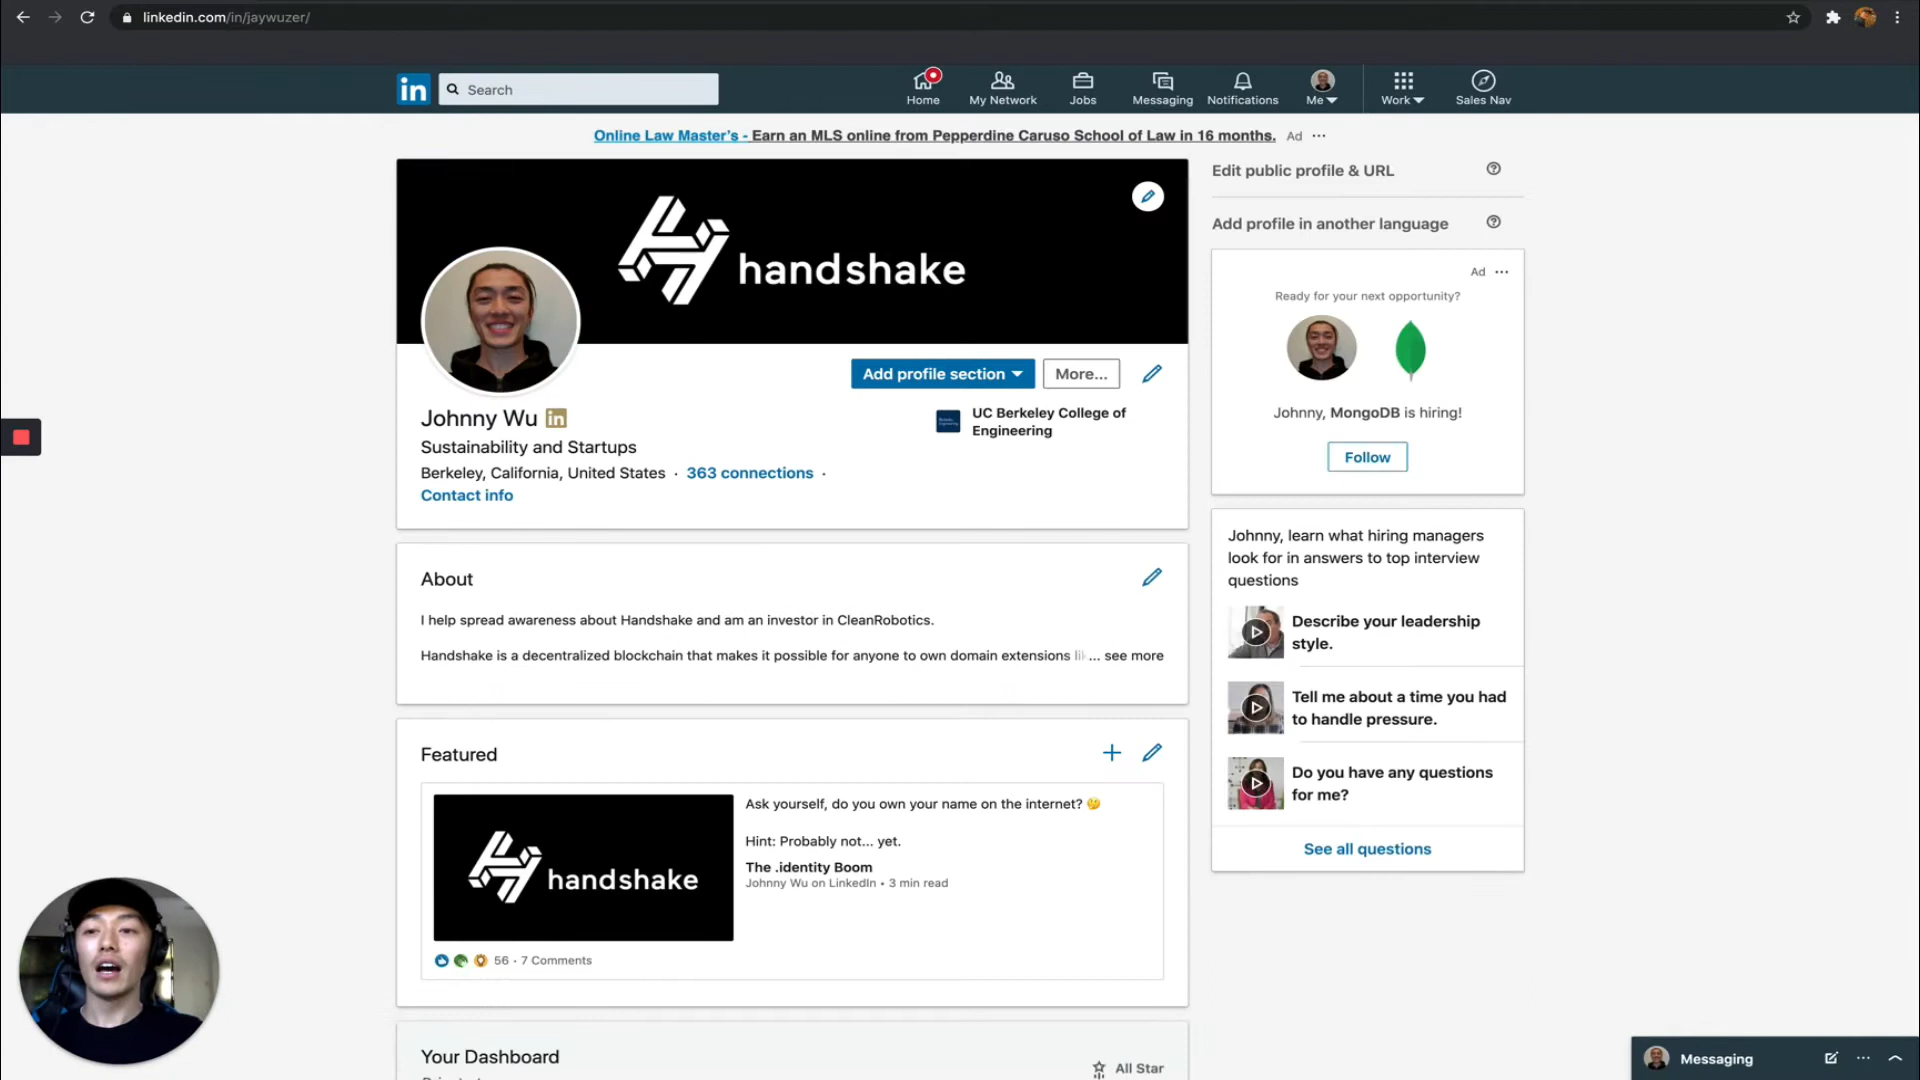 linkedin.com/in/jaywuzer/
in
Search
Home
My Network
Jobs
Messaging
Notifications
Me
Work
Sales Nav
Online Law Master's - Earn an MLS online from Pepperdine Caruso School of Law in 16 months. Ad ...
handshake
Edit public profile & URL
Add profile in another language
Add profile section
More...
Johnny Wu in
Sustainability and Startups
Berkeley, California, United States · 363 connections ·
Contact info
UC Berkeley College of
Engineering
Ad ...
Ready for your next opportunity?
Johnny, MongoDB is hiring!
Follow
About
I help spread awareness about Handshake and am an investor in CleanRobotics.
Handshake is a decentralized blockchain that makes it possible for anyone to own domain extensions ... see more
Johnny, learn what hiring managers
look for in answers to top interview
questions
Describe your leadership
style.
Tell me about a time you had
to handle pressure.
Do you have any questions
for me?
See all questions
Featured
handshake
Ask yourself, do you own your name on the internet? 🤔
Hint: Probably not... yet.
The .identity Boom
Johnny Wu on LinkedIn • 3 min read
56 · 7 Comments
Your Dashboard
All Star
Messaging